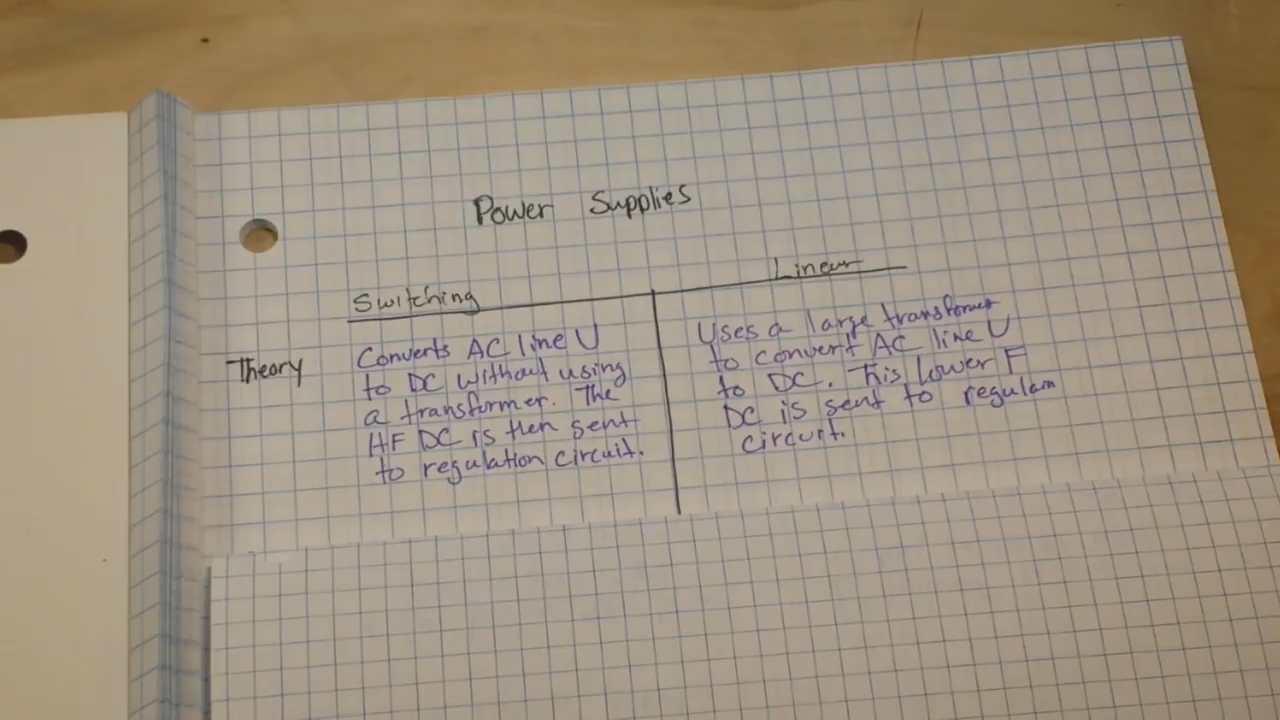 Power Supplies
Switching
Linear
Theory
Converts AC line U
to DC without using
a transformer. The
HF DC is then sent
to regulation circuit.
Uses a large transformer
to convert AC line U
to DC. This lower F
DC is sent to
circuit.